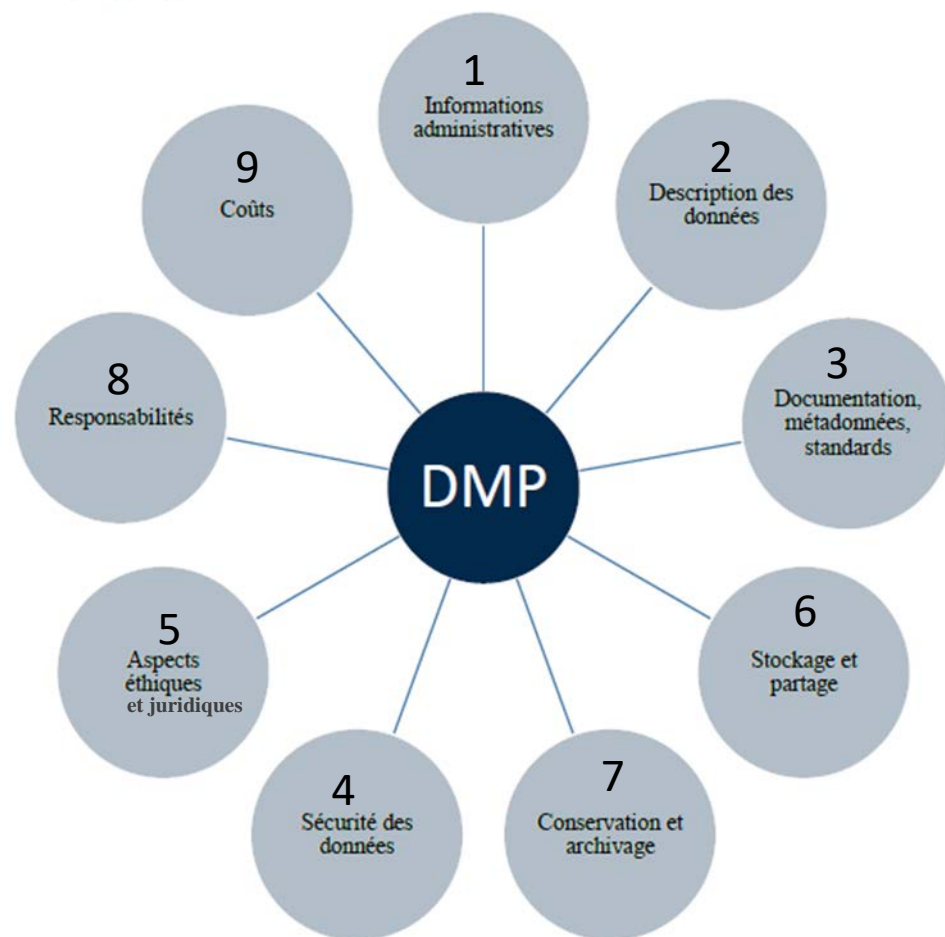 1
Informations
administratives
2
Description des
données
3
Documentation,
métadonnées,
standards
6
Stockage et
partage
7
Conservation et
archivage
4
Sécurité des
données
5
Aspects
éthiques
et juridiques
8
Responsabilités
9
Coûts
DMP